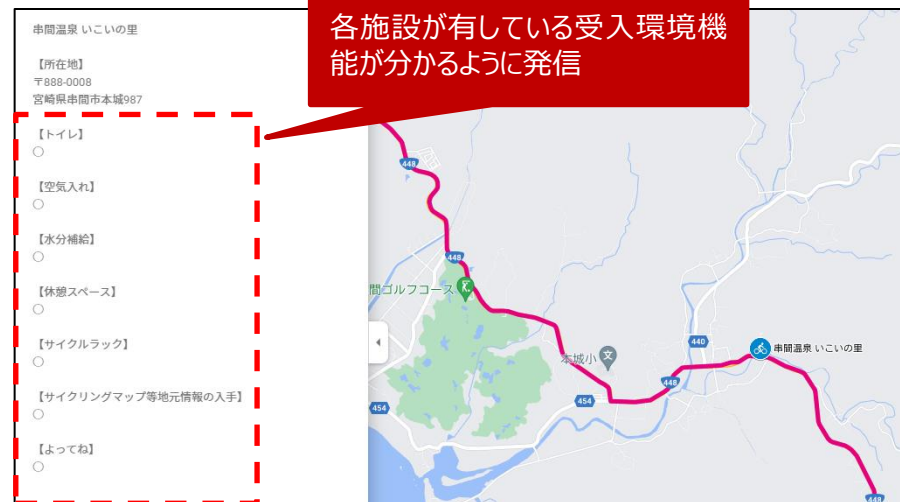 串間温泉 いこいの里
【所在地】
〒888-0008
宮崎県串間市本城987
【トイレ】
○
【空気入れ】
○
【水分補給】
○
【休憩スペース】
○
【サイクルラック】
○
【サイクリングマップ等地元情報の入手】
○
【よってね】
○
各施設が有している受入環境機
能が分かるように発信
448
448
間ゴルフコース
本城小
文
440
串間温泉 いこいの里
448
454
454
448